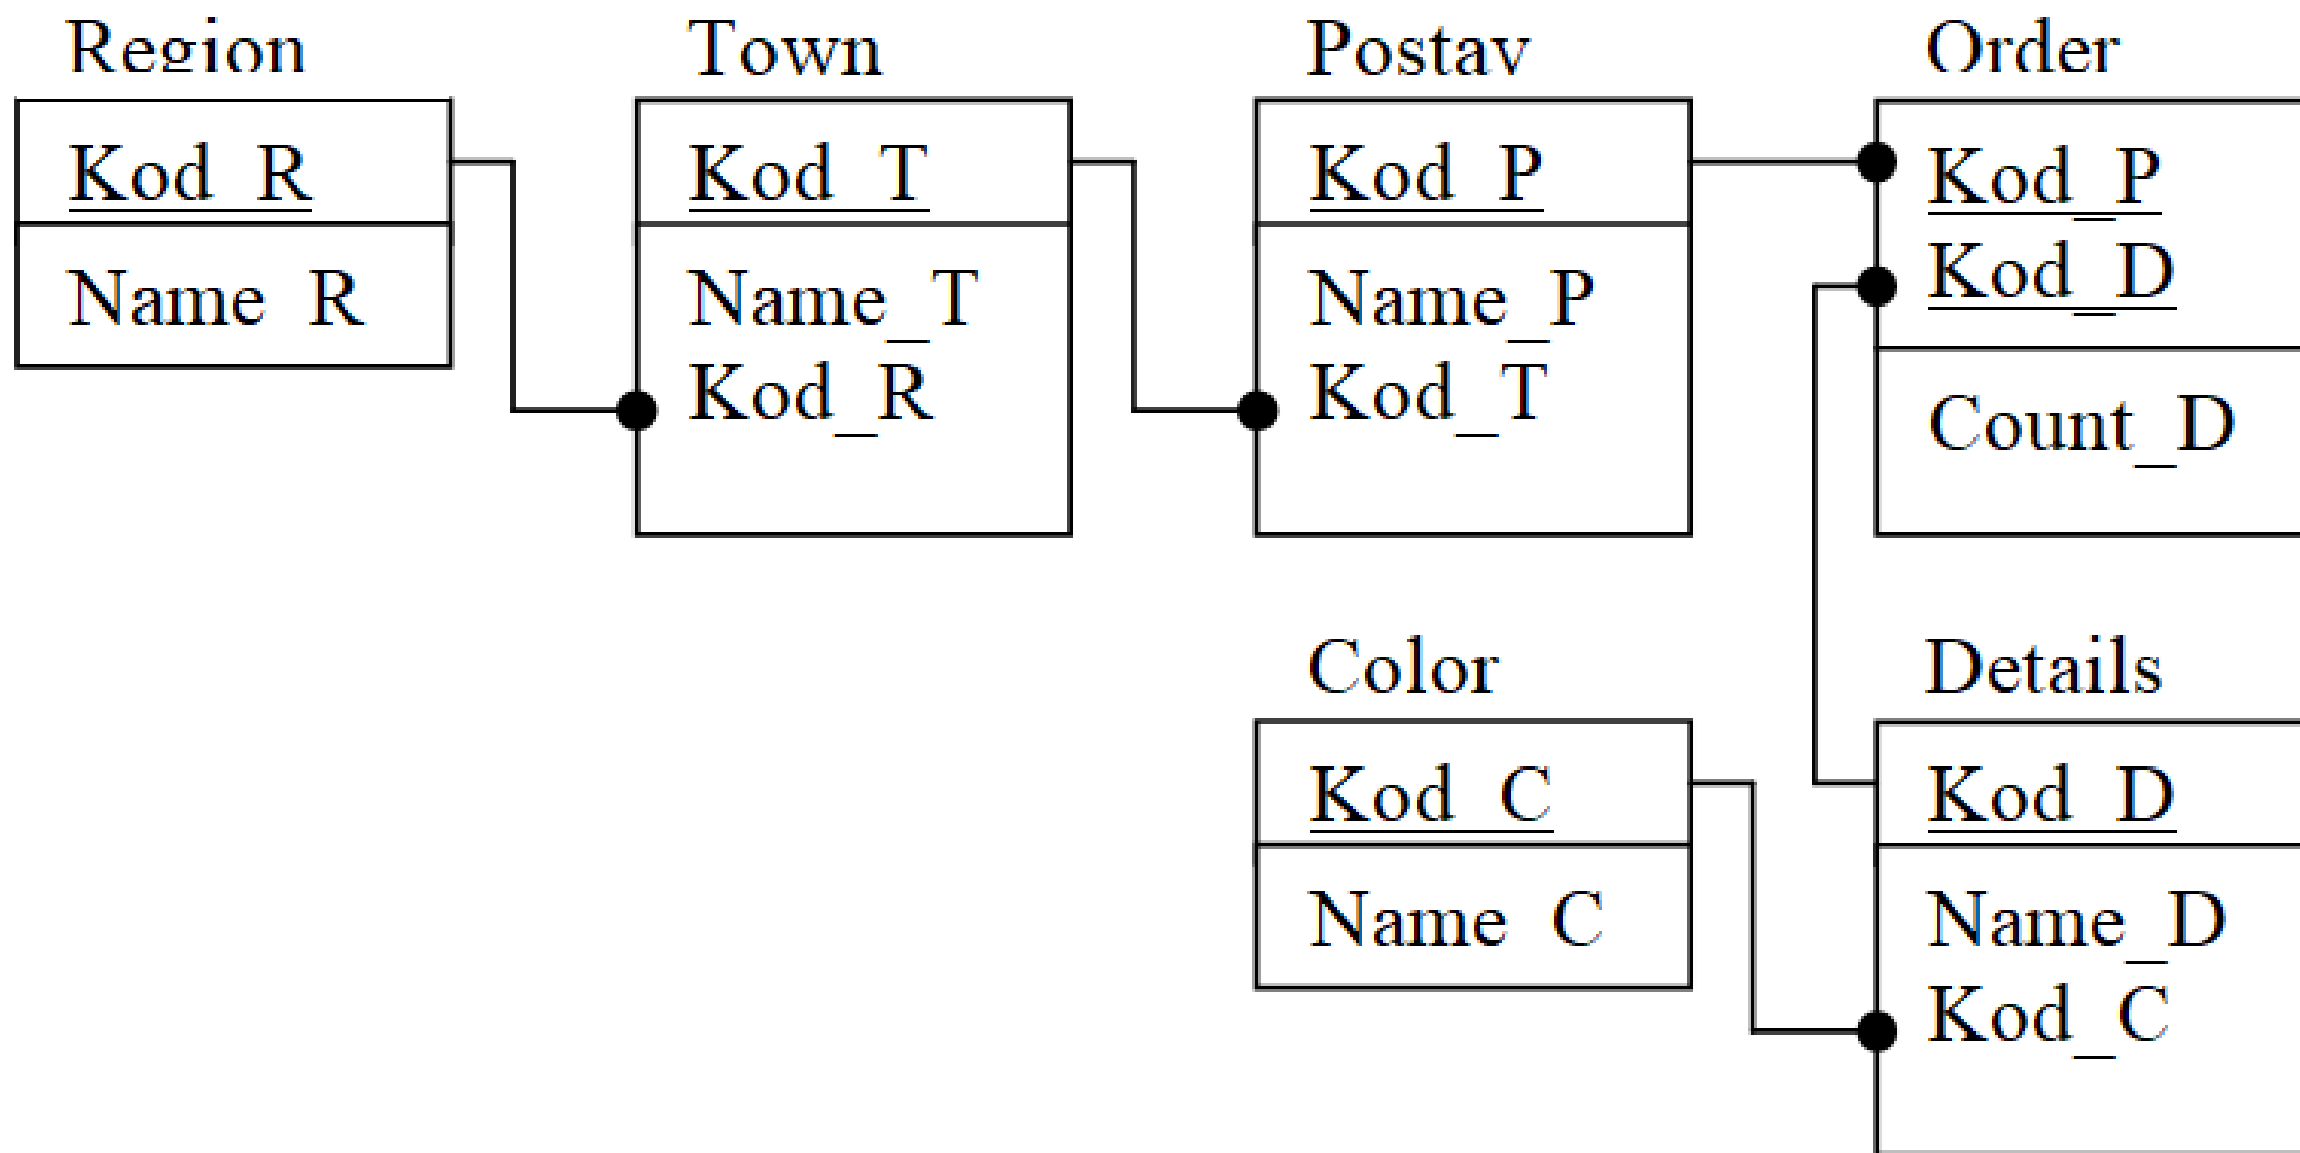 Region
Kod_R
Name_R
Town
Kod_T
Name_T
Kod_R
Postav
Kod_P
Name_P
Kod_T
Order
Kod_P
Kod_D
Count_D
Color
Kod_C
Name_C
Details
Kod_D
Name_D
Kod_C